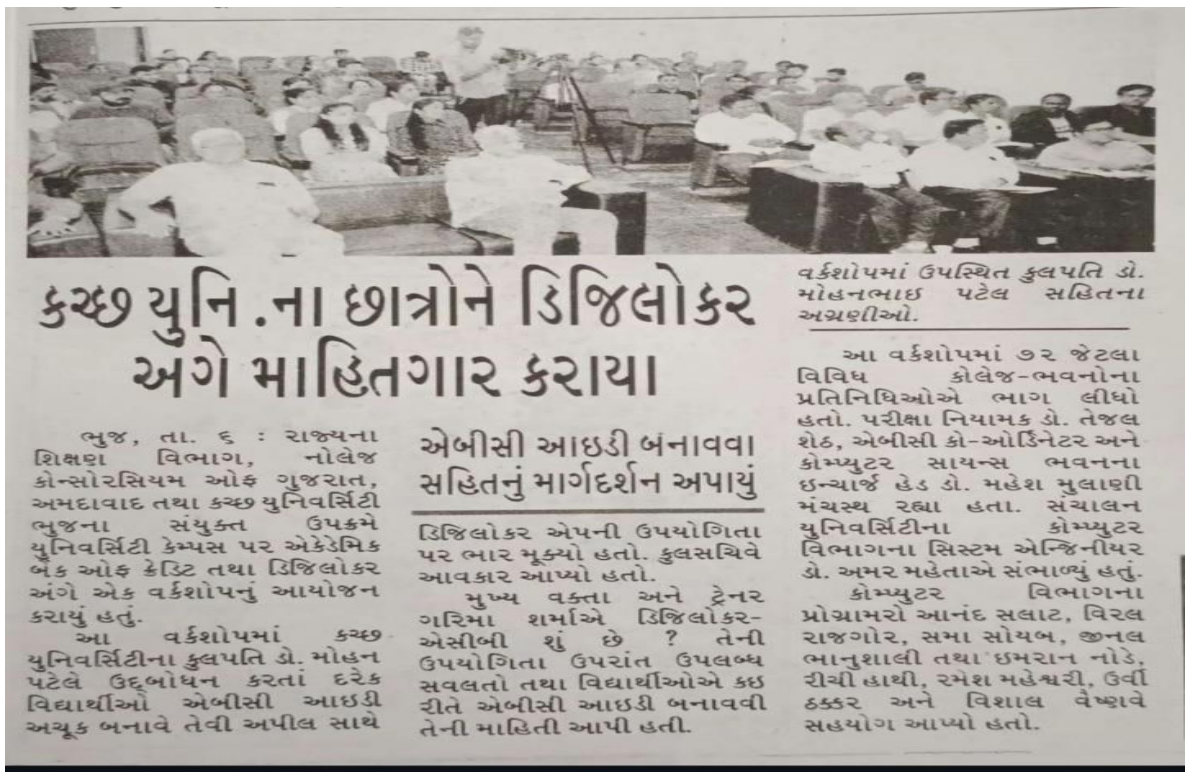 કચ્છ યુનિ.ના છાત્રોને ડિજિલોકર
અંગે માહિતગાર કરાયા
ભુજ, તા. ૬ : રાજ્યના
શિક્ષણ વિભાગ, નોલેજ
કોન્સોરસિયમ ઓફ ગુજરાત,
અમદાવાદ તથા કચ્છ યુનિવર્સિટી
ભુજના સંયુક્ત ઉપક્રમે
યુનિવર્સિટી કેમ્પસ પર એકેડેમિક
બેંક ઓફ ક્રેડિટ તથા ડિજિલોકર
અંગે એક વર્કશોપનું આયોજન
કરાયું હતું.
આ વર્કશોપમાં કચ્છ
યુનિવર્સિટીના કુલપતિ ડો. મોહન
પટેલે ઉદ્‌બોધન કરતાં દરેક
વિદ્યાર્થીઓ એબીસી આઇડી
અચૂક બનાવે તેવી અપીલ સાથે
એબીસી આઇડી બનાવવા
સહિતનું માર્ગદર્શન અપાયું
ડિજિલોકર એપની ઉપયોગિતા
પર ભાર મૂક્યો હતો. કુલસચિવે
આવકાર આપ્યો હતો.
મુખ્ય વક્તા અને ટ્રેનર
ગરિમા શર્માએ ડિજિલોકર-
એસીબી શું છે ? તેની
ઉપયોગિતા ઉપરાંત ઉપલબ્ધ
સવલતો તથા વિદ્યાર્થીઓએ કઇ
રીતે એબીસી આઇડી બનાવવી
તેની માહિતી આપી હતી.
વર્કશોપમાં ઉપસ્થિત કુલપતિ ડો.
મોહનભાઇ પટેલ સહિતના
અગ્રણીઓ.
આ વર્કશોપમાં ૭૨ જેટલા
વિવિધ કોલેજ-ભવનોના
પ્રતિનિધિઓએ ભાગ લીધો
હતો. પરીક્ષા નિયામક ડો. તેજલ
શેઠ, એબીસી કો-ઓર્ડિનેટર અને
કોમ્પ્યુટર સાયન્સ ભવનના
ઇન્ચાર્જ હેડ ડો. મહેશ મુલાણી
મંચસ્થ રહ્યા હતા. સંચાલન
યુનિવર્સિટીના કોમ્પ્યુટર
વિભાગના સિસ્ટમ એન્જિનીયર
ડો. અમર મહેતાએ સંભાળ્યું હતું.
કોમ્પ્યુટર વિભાગના
પ્રોગ્રામરો આનંદ સલાટ, વિરલ
રાજગોર, સમા સોયબ, જીનલ
ભાનુશાલી તથા ઇમરાન નોડે,
રીચી હાથી, રમેશ મહેશ્વરી, ઉર્વી
ઠક્કર અને વિશાલ વૈષ્ણવે
સહયોગ આપ્યો હતો.